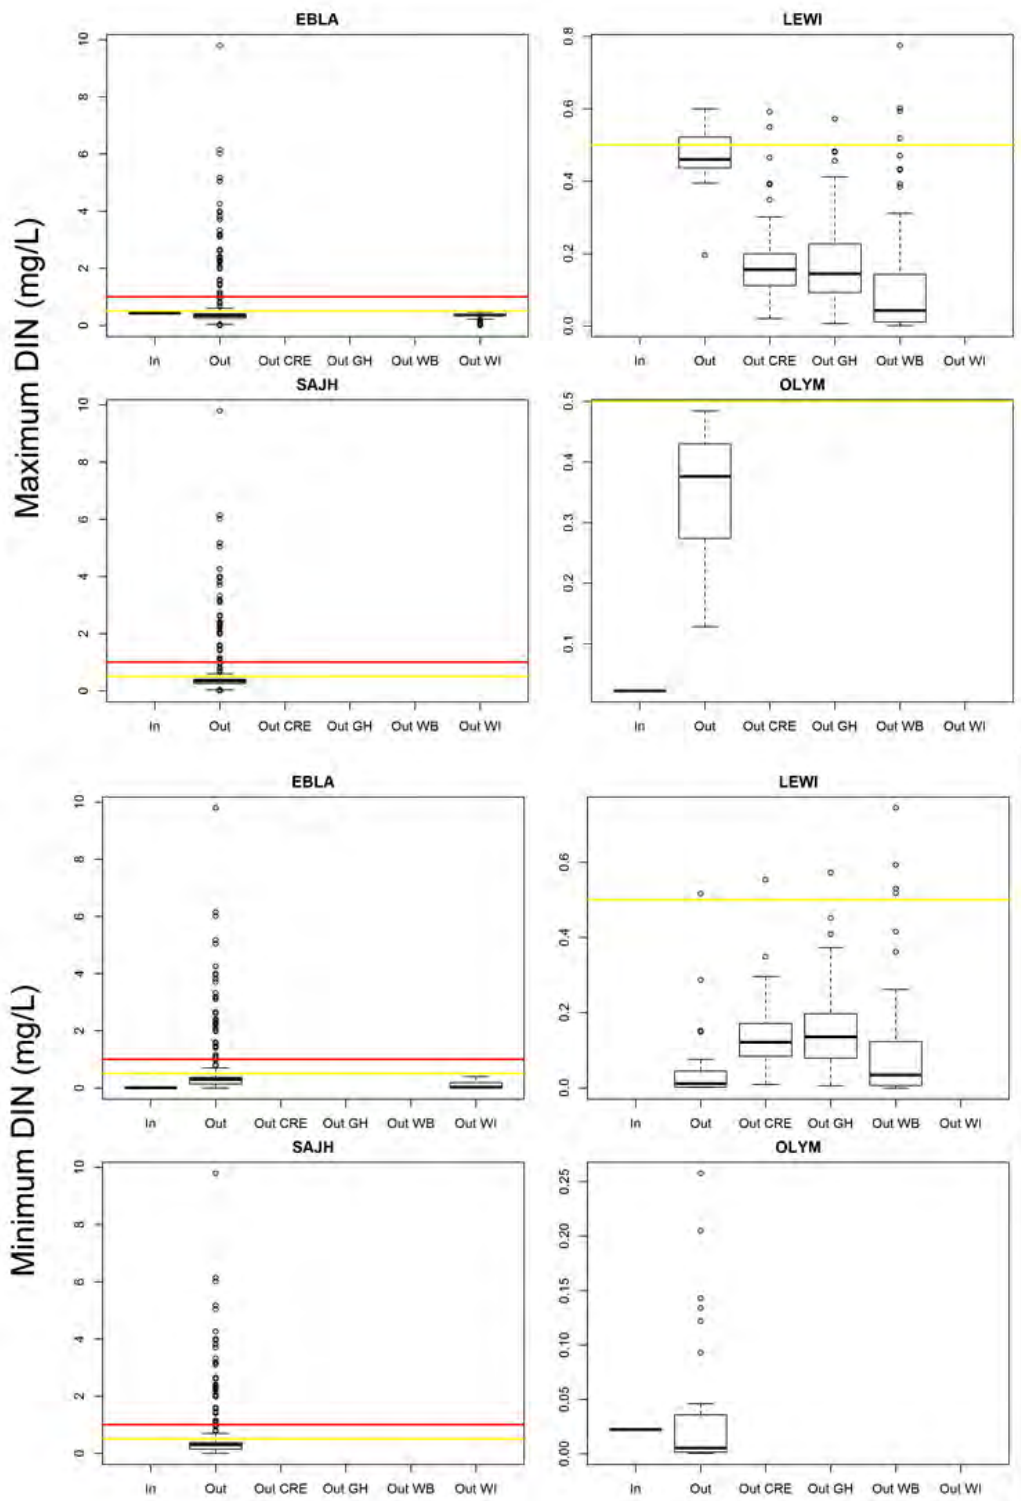 EBLA
LEWI
Maximum DIN (mg/L)
10
8
6
4
2
0
In Out Out CRE Out GH Out WB Out WI
0.8
0.6
0.4
0.2
0.0
In Out Out CRE Out GH Out WB Out WI
SAJH
OLYM
10
8
6
4
2
0
In Out Out CRE Out GH Out WB Out WI
0.5
0.4
0.3
0.2
0.1
In Out Out CRE Out GH Out WB Out WI
EBLA
LEWI
Minimum DIN (mg/L)
10
8
6
4
2
0
In Out Out CRE Out GH Out WB Out WI
0.6
0.4
0.2
0.0
In Out Out CRE Out GH Out WB Out WI
SAJH
OLYM
10
8
6
4
2
0
In Out Out CRE Out GH Out WB Out WI
0.25
0.20
0.15
0.10
0.05
0.00
In Out Out CRE Out GH Out WB Out WI